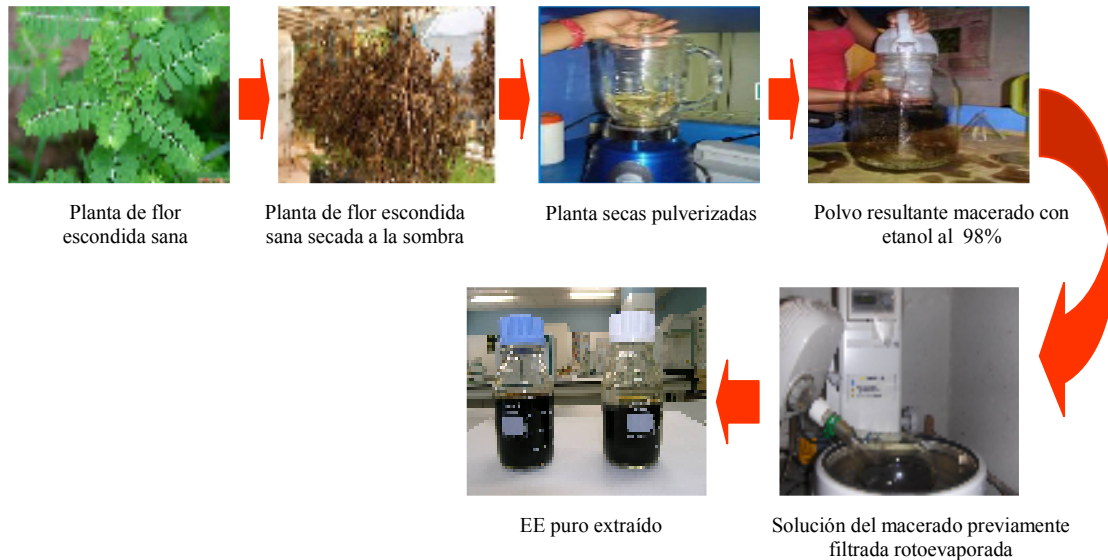 Planta de flor
escondida sana
Planta de flor escondida
sana secada a la sombra
Planta secas pulverizadas
Polvo resultante macerado con
etanol al 98%
EE puro extraído
Solución del macerado previamente
filtrada rotoevaporada